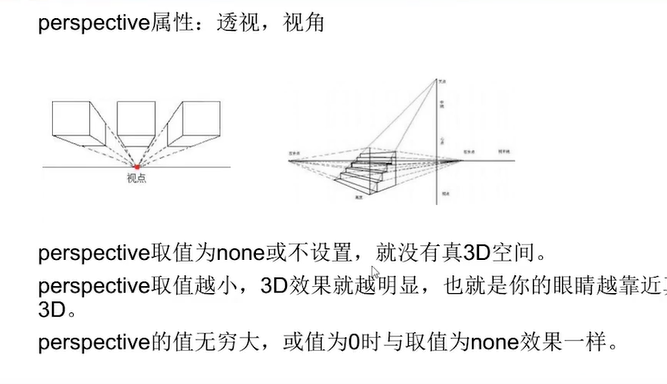 perspective属性：透视，视角
视点
perspective取值为none或不设置，就没有真3D空间。
perspective取值越小，3D效果就越明显，也就是你的眼睛越靠近真
3D。
perspective的值无穷大，或值为0时与取值为none效果一样。